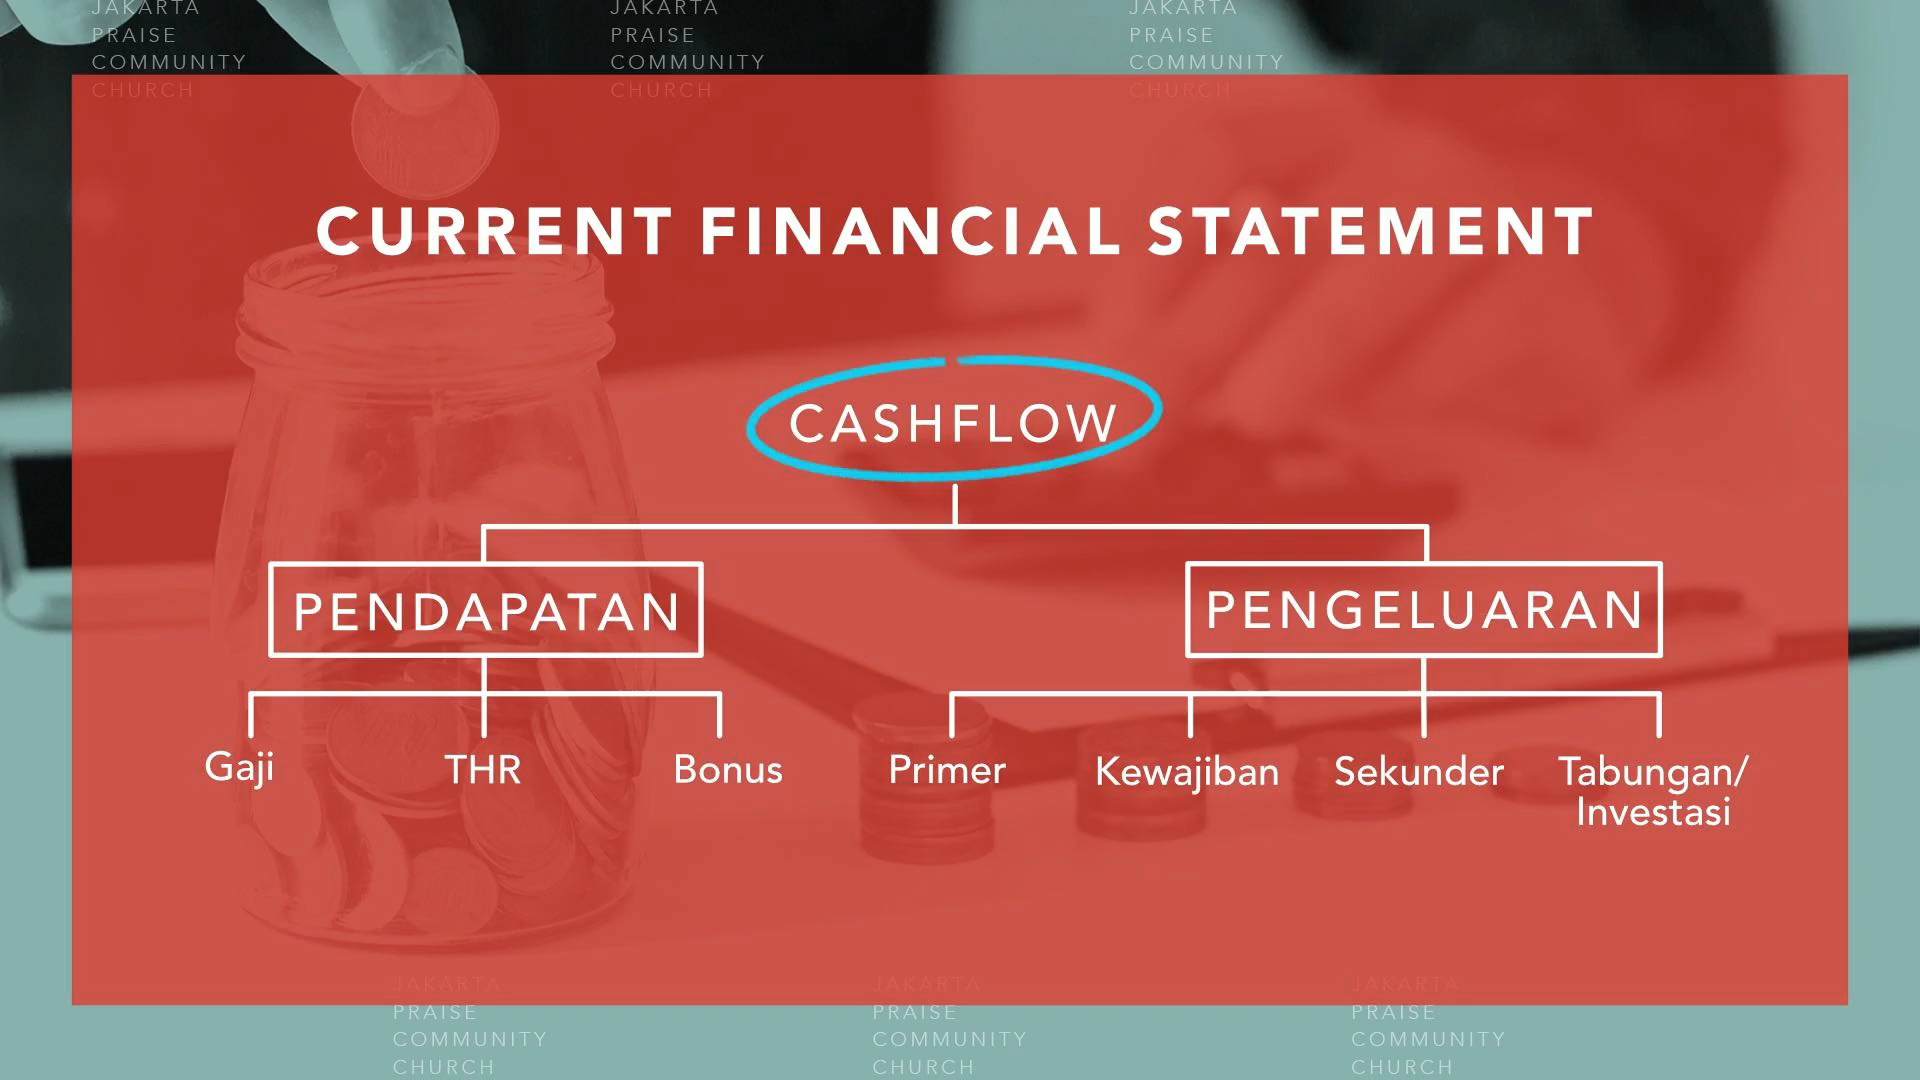 JAKARTA
PRAISE
COMMUNITY
CHURCH
JAKARTA
PRAISE
COMMUNITY
CHURCH
JAKARTA
PRAISE
COMMUNITY
CHURCH
CURRENT FINANCIAL STATEMENT
CASHFLOW
PENDAPATAN
PENGELUARAN
Gaji
THR
Bonus
Primer
Kewajiban
Sekunder
Tabungan/
Investasi
JAKARTA
PRAISE
COMMUNITY
CHURCH
JAKARTA
PRAISE
COMMUNITY
CHURCH
JAKARTA
PRAISE
COMMUNITY
CHURCH